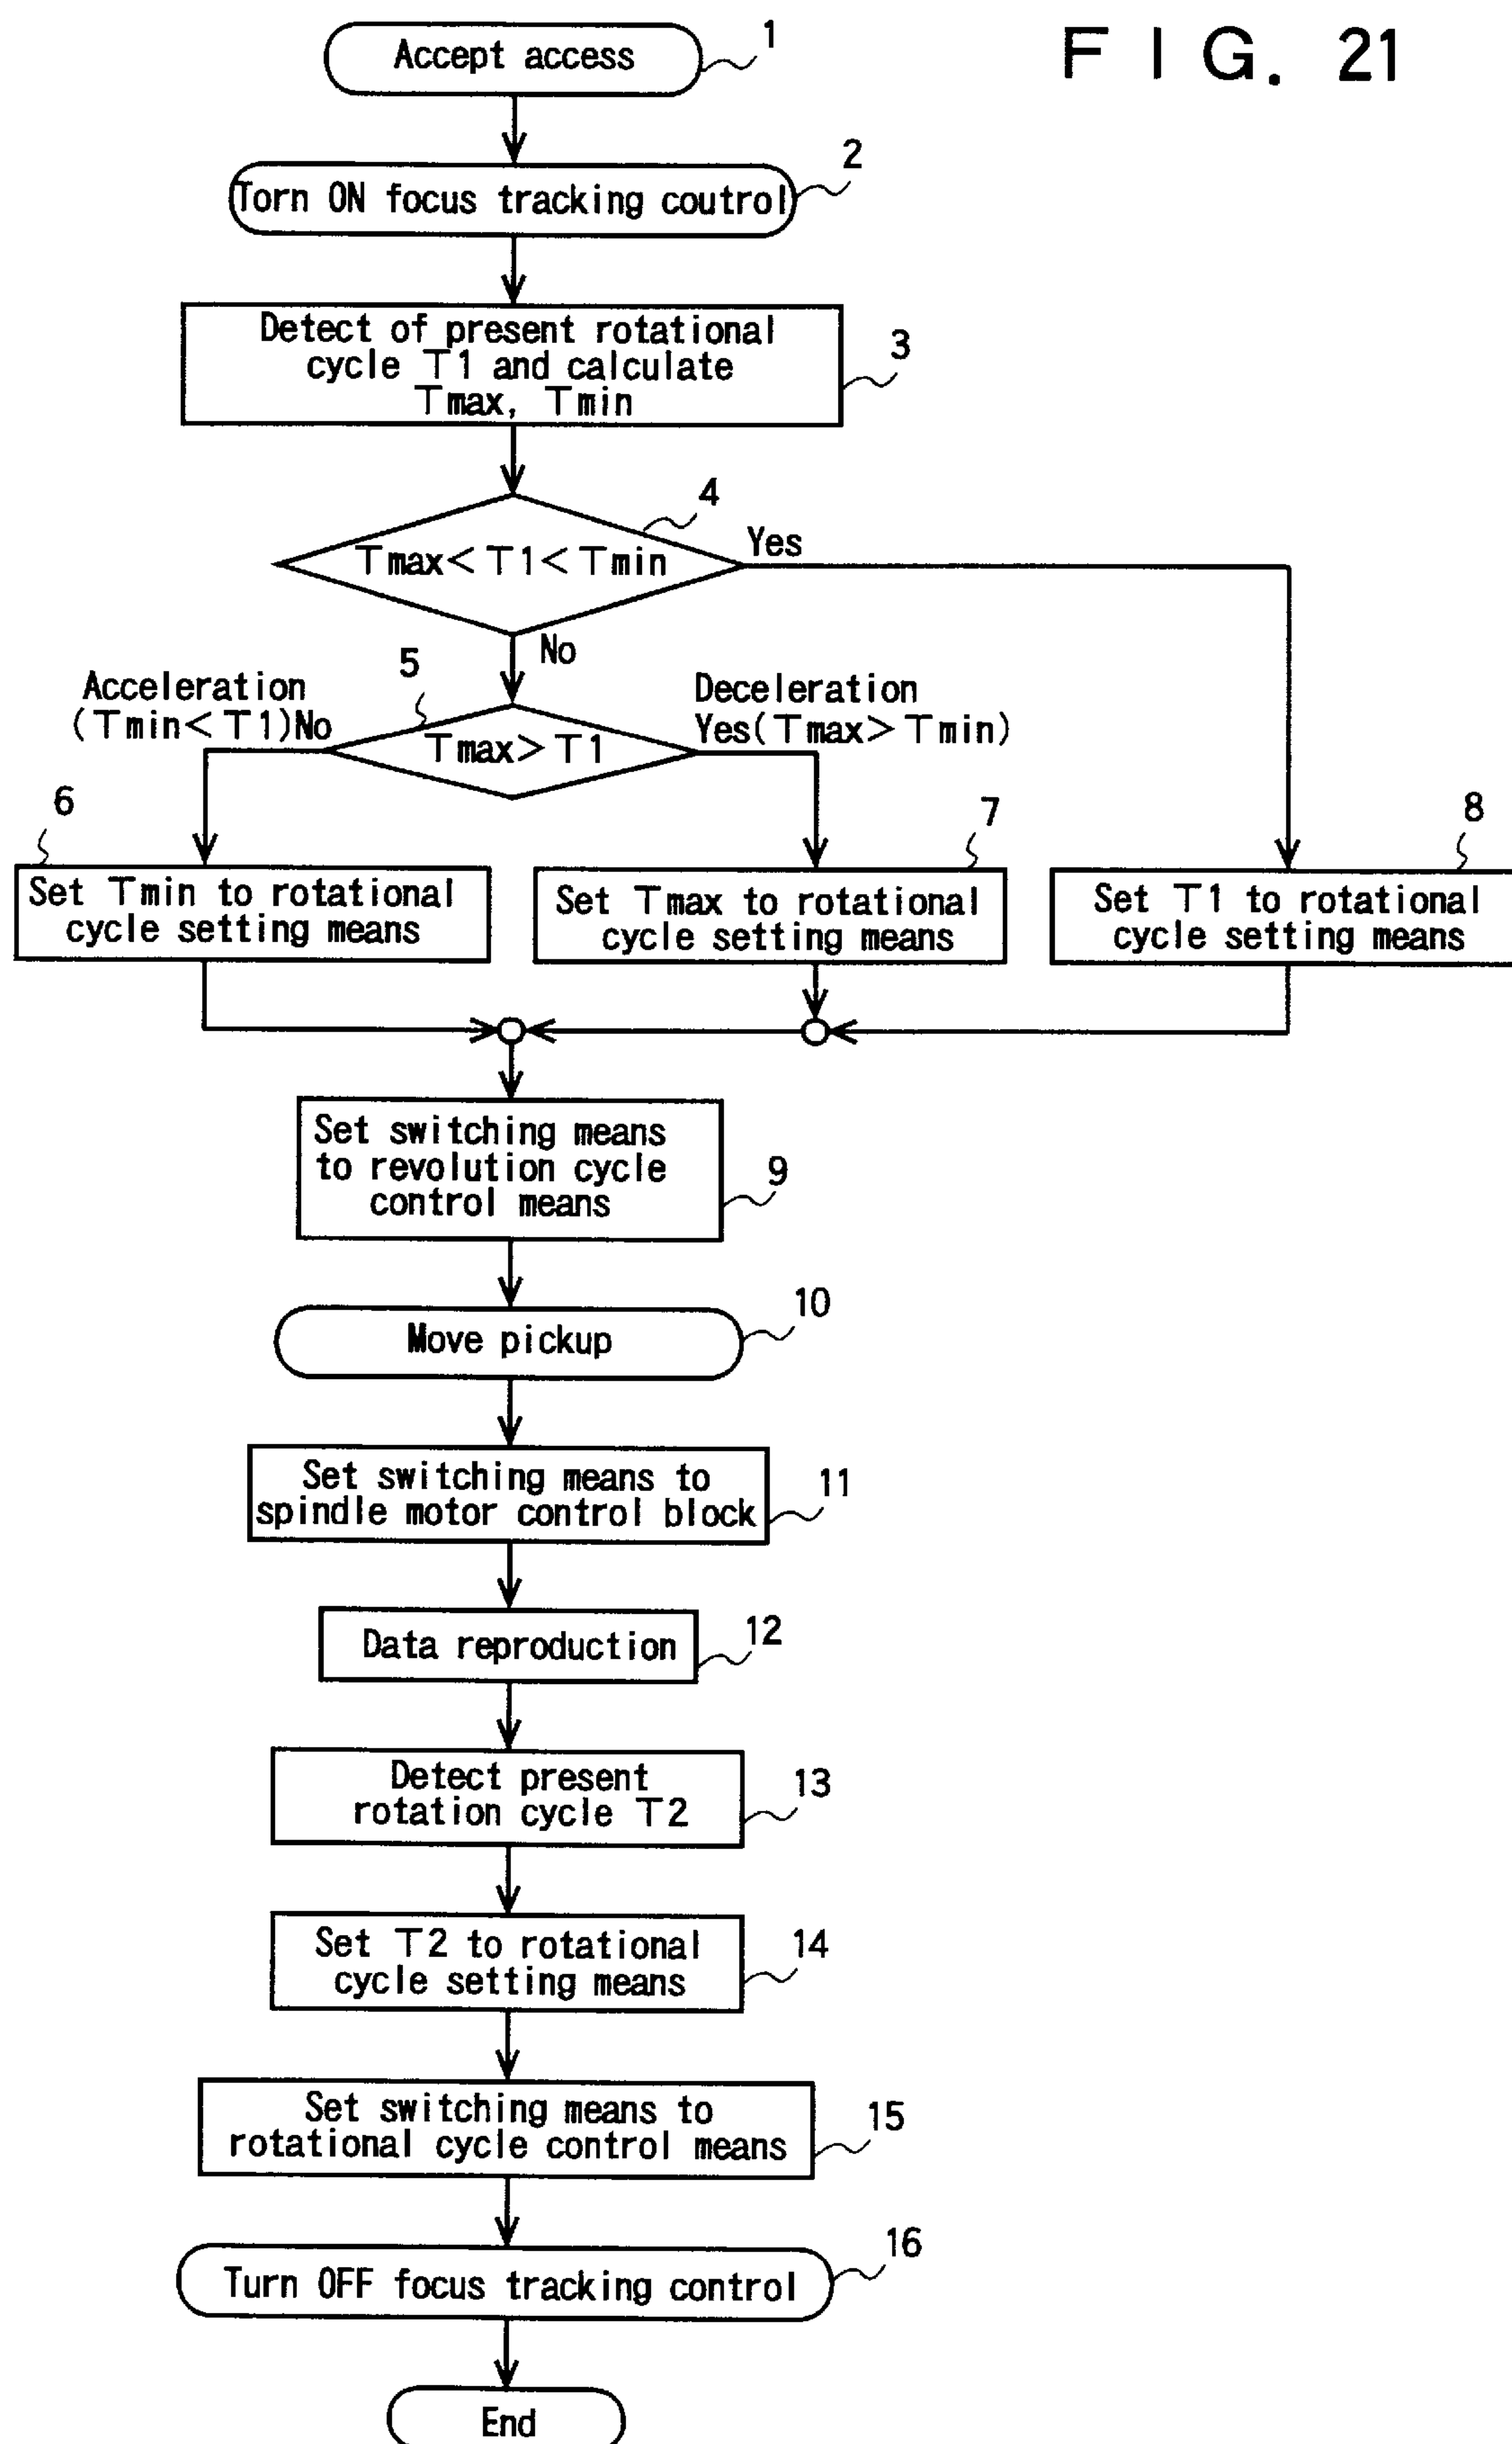 FIG. 21
Accept access
1
Torn ON focus tracking coutrol
2
Detect of present rotational
cycle T1 and calculate
Tmax, Tmin
3
4
Tmax<T1<Tmin
Yes
No
5
Acceleration
(Tmin<T1)No
Tmax>T1
Deceleration
Yes(Tmax>Tmin)
6
Set Tmin to rotational
cycle setting means
7
Set Tmax to rotational
cycle setting means
8
Set T1 to rotational
cycle setting means
Set switching means
to revolution cycle
control means
9
Move pickup
10
Set switching means to
spindle motor control block
11
Data reproduction
12
Detect present
rotation cycle T2
13
Set T2 to rotational
cycle setting means
14
Set switching means to
rotational cycle control means
15
Turn OFF focus tracking control
16
End